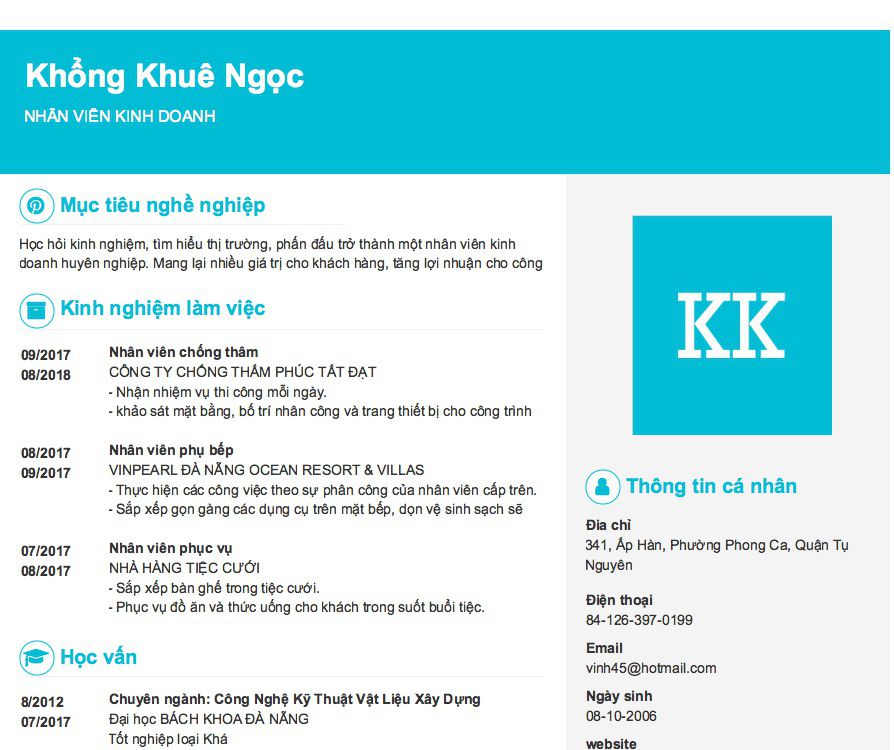 Khổng Khuê Ngọc
NHÂN VIÊN KINH DOANH
Mục tiêu nghề nghiệp
Học hỏi kinh nghiệm, tìm hiểu thị trường, phấn đấu trở thành một nhân viên kinh
doanh huyên nghiệp. Mang lại nhiều giá trị cho khách hàng, tăng lợi nhuận cho công
Kinh nghiệm làm việc
09/2017
08/2018
Nhân viên chống thâm
CÔNG TY CHỐNG THẤM PHÚC TẤT ĐẠT
- Nhận nhiệm vụ thi công mỗi ngày.
- khảo sát mặt bằng, bố trí nhân công và trang thiết bị cho công trình
08/2017
09/2017
Nhân viên phụ bếp
VINPEARL ĐÀ NẴNG OCEAN RESORT & VILLAS
- Thực hiện các công việc theo sự phân công của nhân viên cấp trên.
- Sắp xếp gọn gàng các dụng cụ trên mặt bếp, dọn vệ sinh sạch sẽ
07/2017
08/2017
Nhân viên phục vụ
NHÀ HÀNG TIỆC CƯỚI
- Sắp xếp bàn ghế trong tiệc cưới.
- Phục vụ đồ ăn và thức uống cho khách trong suốt buổi tiệc.
Học vấn
8/2012
07/2017
Chuyên ngành: Công Nghệ Kỹ Thuật Vật Liệu Xây Dựng
Đại học BÁCH KHOA ĐÀ NẴNG
Tốt nghiệp loại Khá
KK
Thông tin cá nhân
Đia chỉ
341, Ấp Hàn, Phường Phong Ca, Quận Tụ
Nguyên
Điện thoại
84-126-397-0199
Email
vinh45@hotmail.com
Ngày sinh
08-10-2006
website